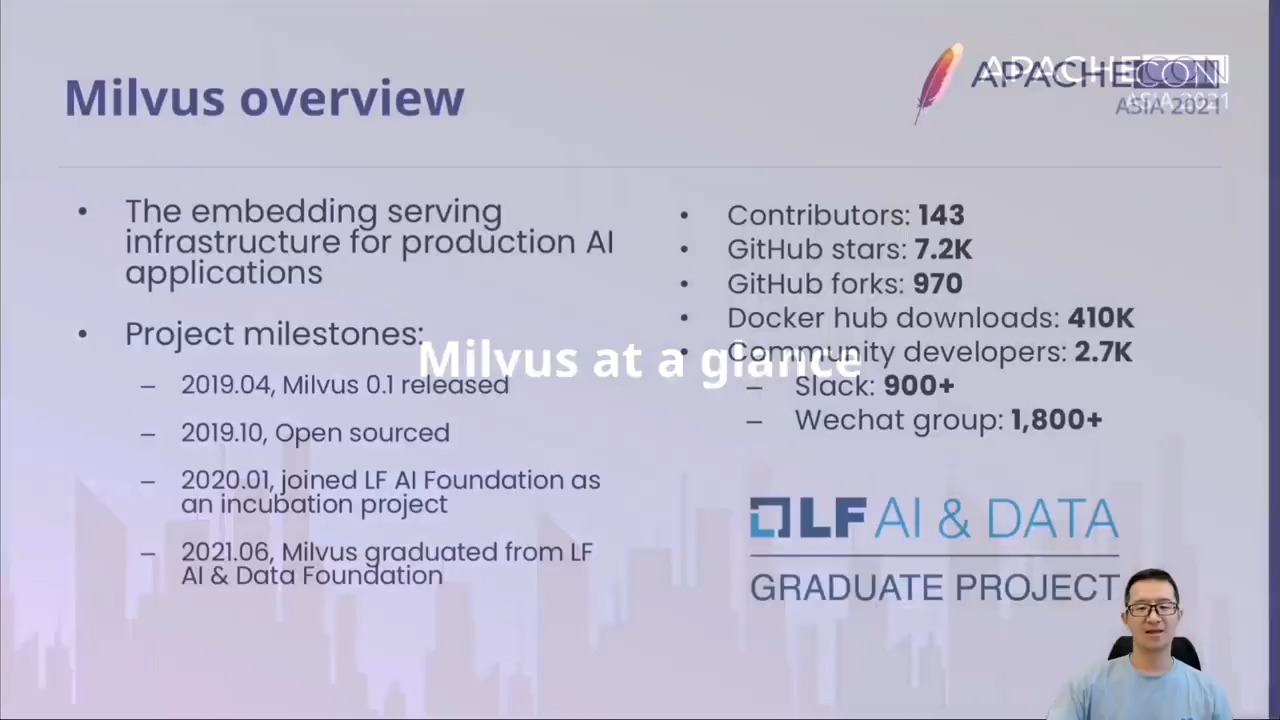 Milvus overview
APACHECON
ASIA 2021
APACHECON
ASIA 2021
• The embedding serving
infrastructure for production AI
applications
• Project milestones:
– 2019.04, Milvus 0.1 released
– 2019.10, Open sourced
– 2020.01, joined LF AI Foundation as
an incubation project
– 2021.06, Milvus graduated from LF
AI & Data Foundation
Milvus at a glance
• Contributors: 143
• GitHub stars: 7.2K
• GitHub forks: 970
• Docker hub downloads: 410K
• Community developers: 2.7K
– Slack: 900+
– Wechat group: 1,800+
LF AI & DATA
GRADUATE PROJECT